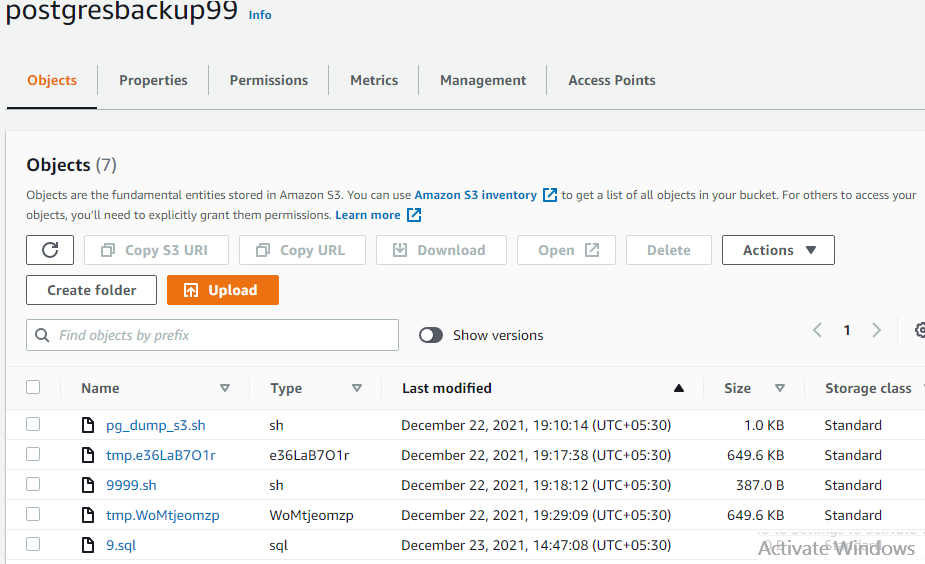 postgresbackup99 Info
Objects Properties Permissions Metrics Management Access Points
Objects (7)
Objects are the fundamental entities stored in Amazon S3. You can use Amazon S3 inventory to get a list of all objects in your bucket. For others to access your
objects, you'll need to explicitly grant them permissions. Learn more
Copy S3 URI Copy URL Download Open Delete Actions
Create folder Upload
Find objects by prefix Show versions 1
Name Type Last modified Size Storage class
pg_dump_s3.sh sh December 22, 2021, 19:10:14 (UTC+05:30) 1.0 KB Standard
tmp.e36LaB7O1r e36LaB7O1r December 22, 2021, 19:17:38 (UTC+05:30) 649.6 KB Standard
9999.sh sh December 22, 2021, 19:18:12 (UTC+05:30) 387.0 B Standard
tmp.WoMtjeomzp WoMtjeomzp December 22, 2021, 19:29:09 (UTC+05:30) 649.6 KB Standard
9.sql sql December 23, 2021, 14:47:08 (UTC+05:30) 0 B Standard
Activate Windows